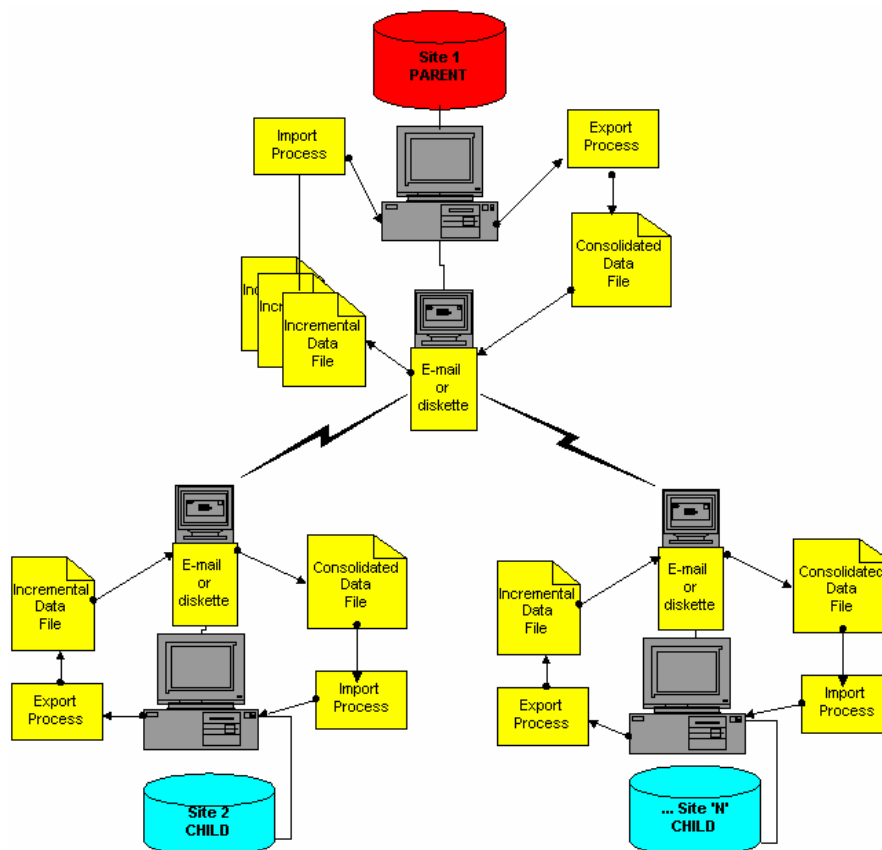 Site 1
PARENT
Import
Process
Export
Process
Consolidated
Data
File
Incremental
Data
File
E-mail
or
diskette
E-mail
or
diskette
Incremental
Data
File
Consolidated
Data
File
Export
Process
Import
Process
Site 2
CHILD
E-mail
or
diskette
Incremental
Data
File
Consolidated
Data
File
Export
Process
Import
Process
... Site 'N'
CHILD